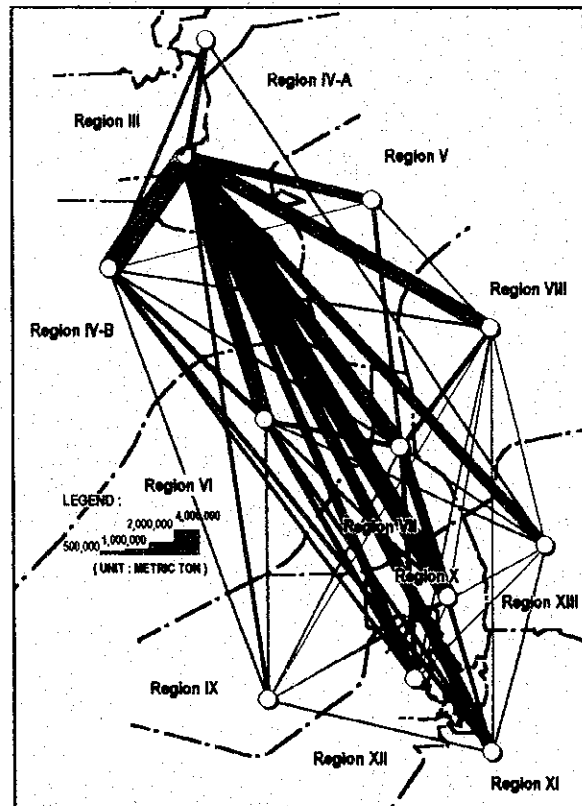 Region IV-A
Region III
Region V
Region VIII
Region IV-B
Region VI
LEGEND :
4,000,000
2,000,000
1,000,000
500,000
( UNIT : METRIC TON )
Region VII
Region X
Region XIII
Region IX
Region XII
Region XI